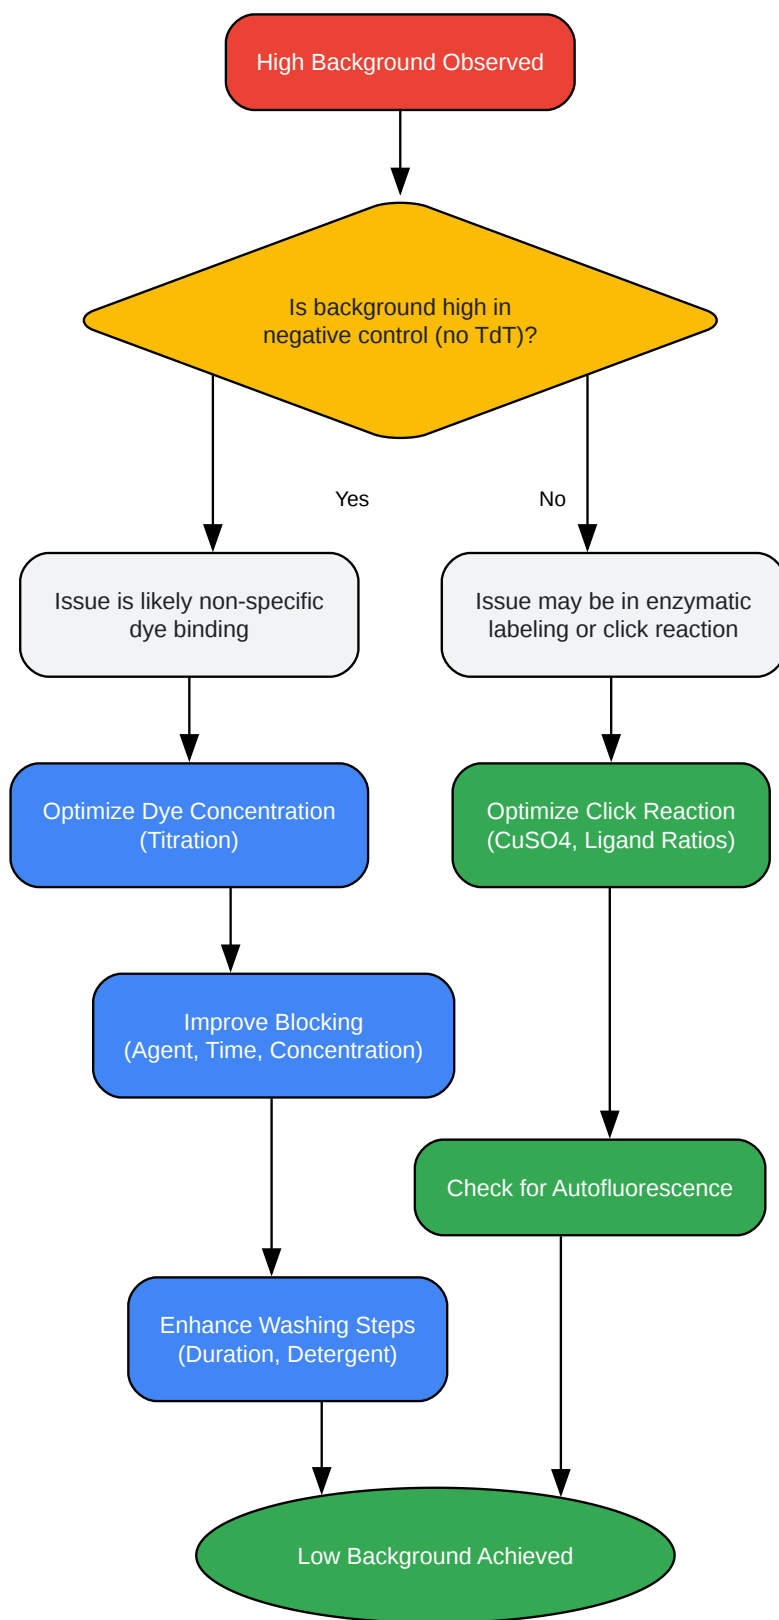 High Background Observed
Is background high in
negative control (no TdT)?
Yes
No
Issue is likely non-specific
dye binding
Issue may be in enzymatic
labeling or click reaction
Optimize Dye Concentration
(Titration)
Optimize Click Reaction
(CuSO4, Ligand Ratios)
Improve Blocking
(Agent, Time, Concentration)
Check for Autofluorescence
Enhance Washing Steps
(Duration, Detergent)
Low Background Achieved